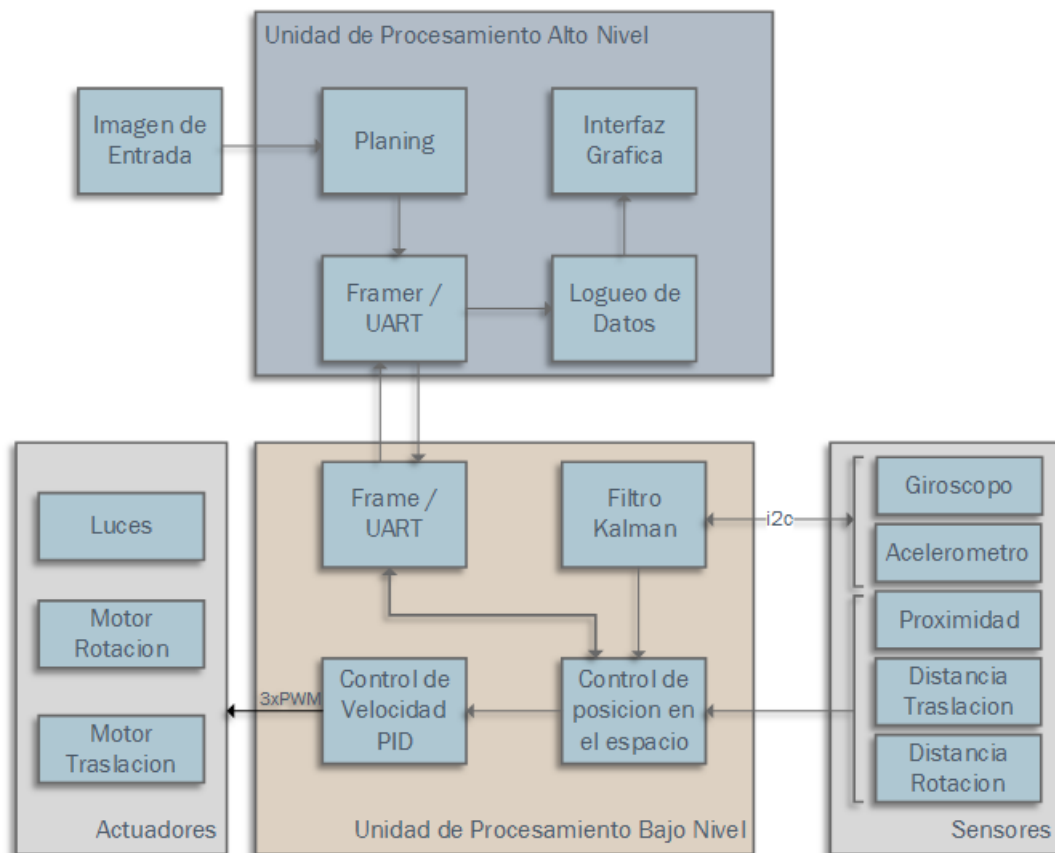 Unidad de Procesamiento Alto Nivel
Imagen de
Entrada
Planing
Interfaz
Grafica
Framer /
UART
Logueo de
Datos
Luces
Motor
Rotacion
Motor
Traslacion
Actuadores
3xPWM
Frame /
UART
Filtro
Kalman
Control de
Velocidad
PID
Control de
posicion en
el espacio
Unidad de Procesamiento Bajo Nivel
i2c
Giroscopo
Acelerometro
Proximidad
Distancia
Traslacion
Distancia
Rotacion
Sensores